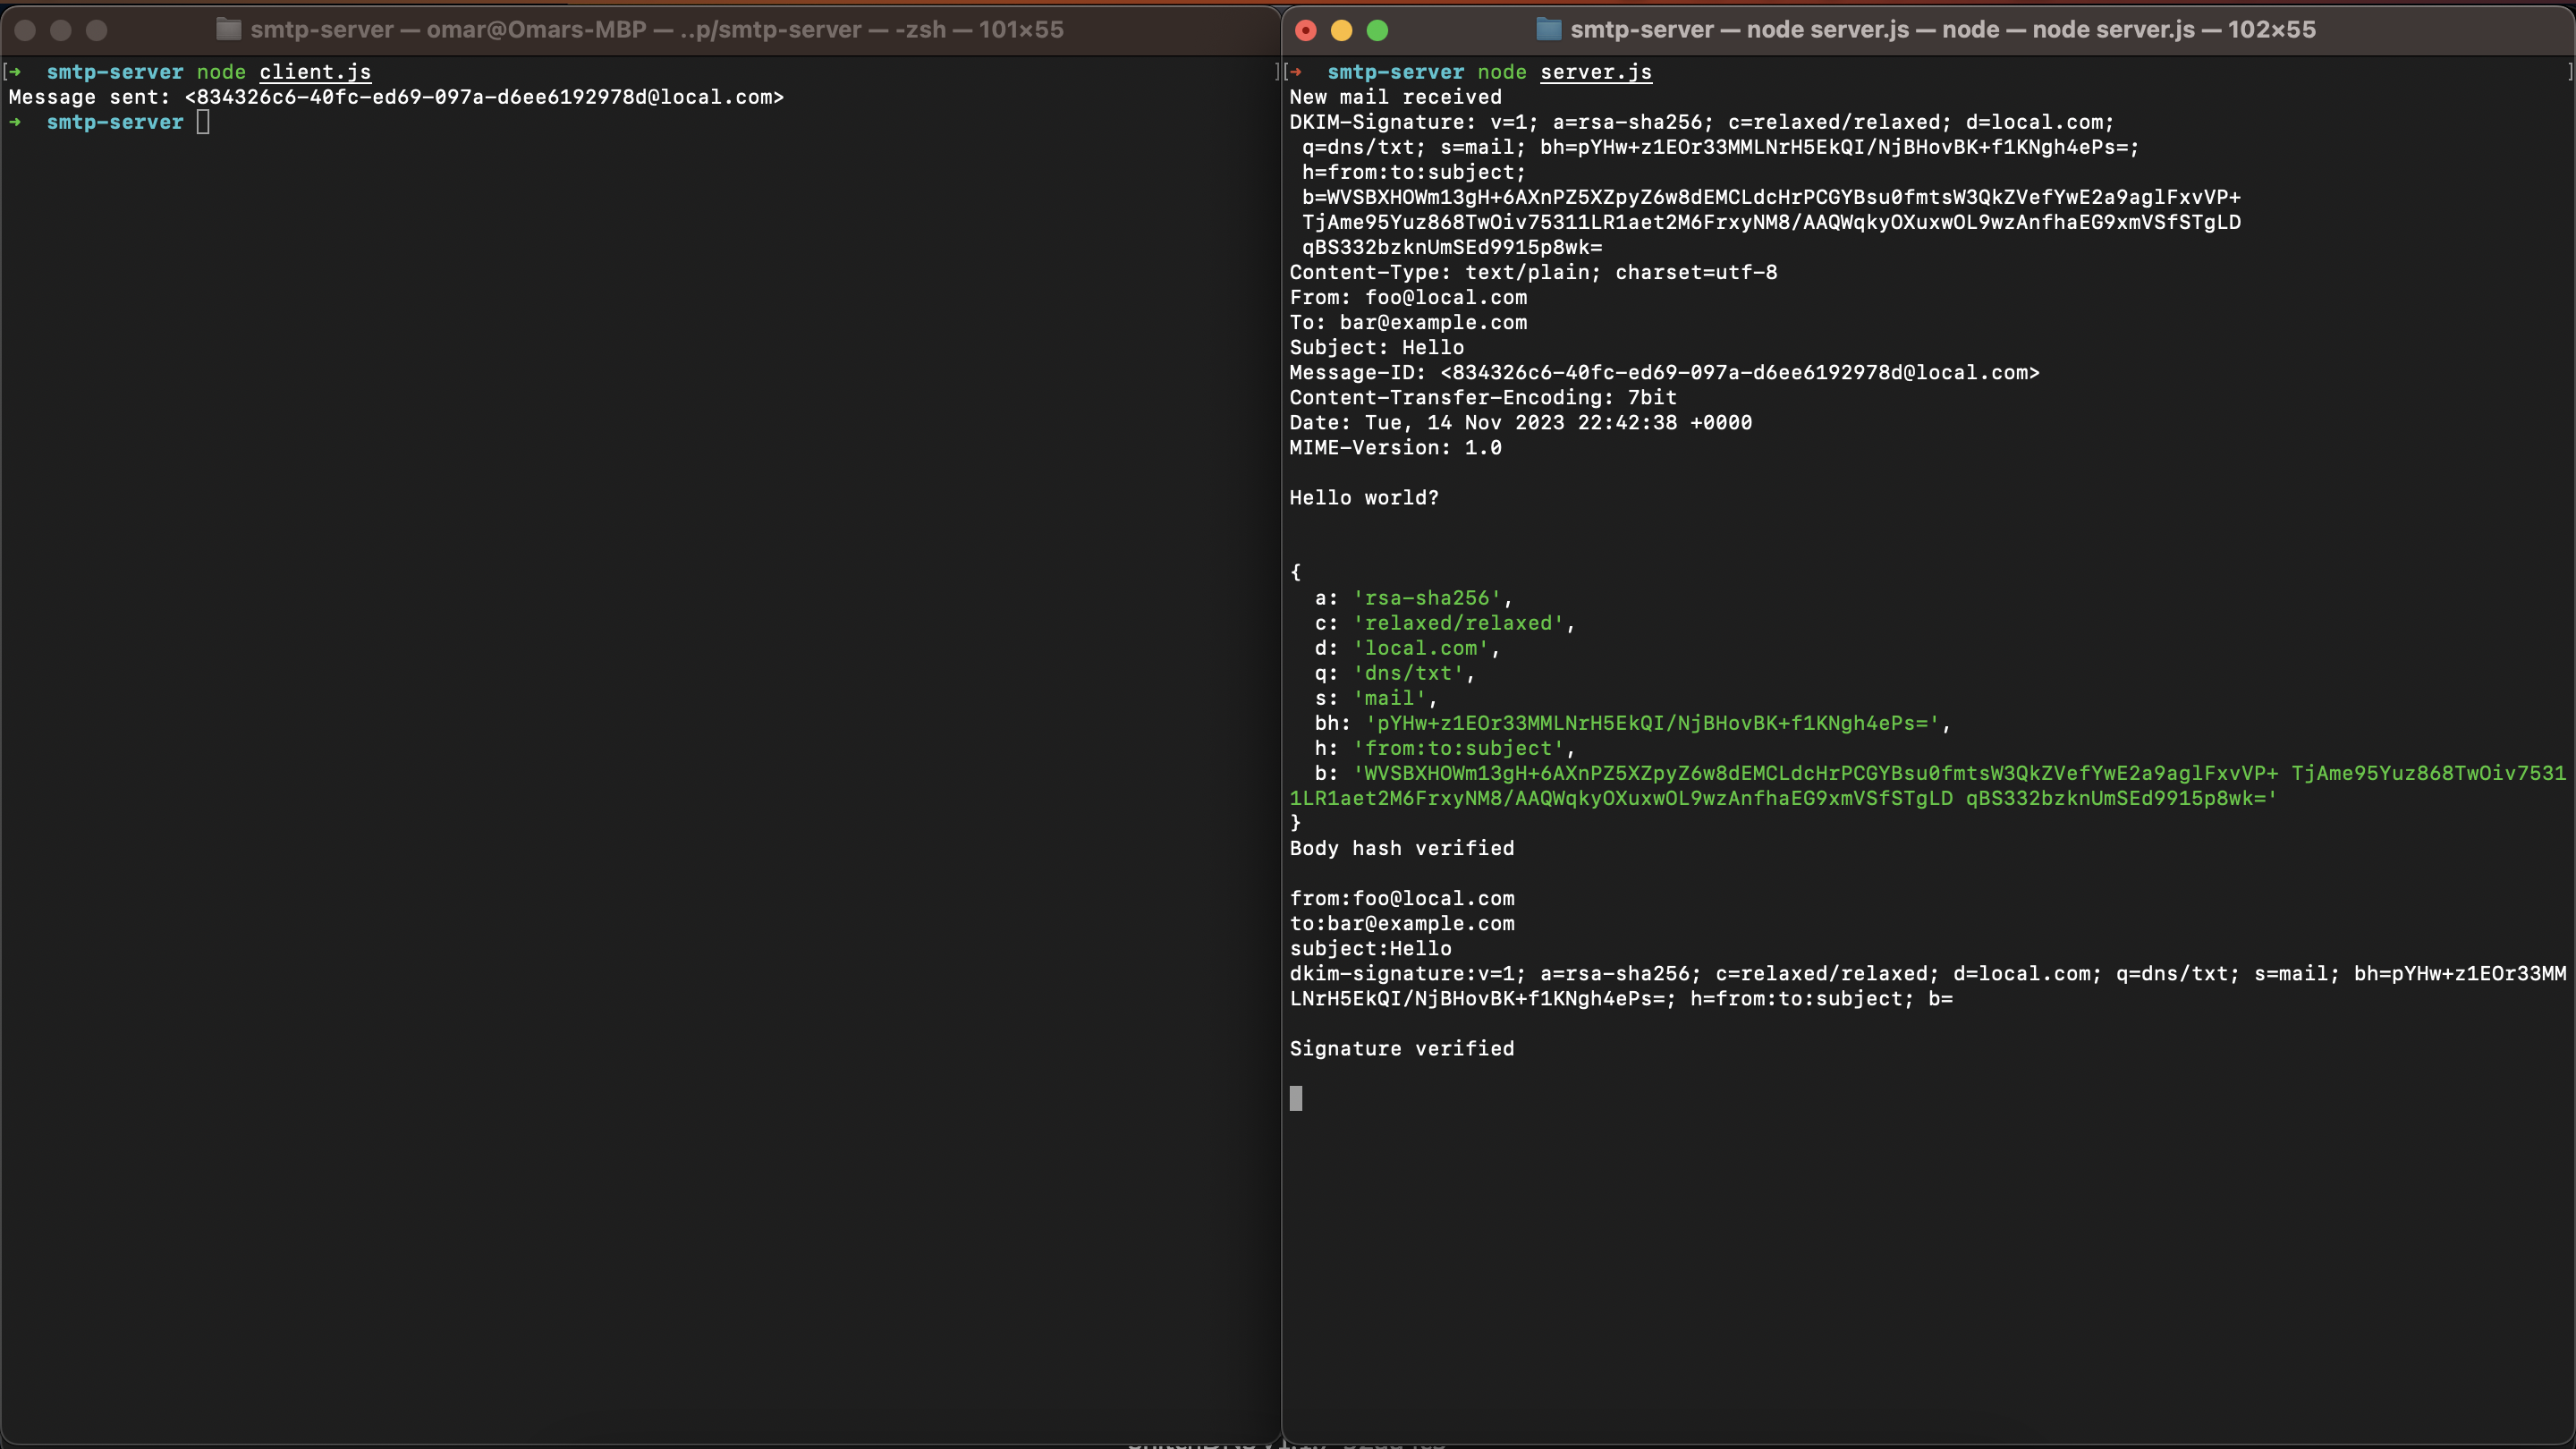 smtp-server — omar@Omars-MBP — ..p/smtp-server — -zsh — 101×55
[➜ smtp-server node client.js ]
Message sent: <834326c6-40fc-ed69-097a-d6ee6192978d@local.com>
➜ smtp-server
smtp-server — node server.js — node — node server.js — 102×55
[➜ smtp-server node server.js ]
New mail received
DKIM-Signature: v=1; a=rsa-sha256; c=relaxed/relaxed; d=local.com;
 q=dns/txt; s=mail; bh=pYHw+z1EOr33MMLNrH5EkQI/NjBHovBK+f1KNgh4ePs=;
 h=from:to:subject;
 b=WVSBXHOWm13gH+6AXnPZ5XZpyZ6w8dEMCLdcHrPCGYBsu0fmtsW3QkZVefYwE2a9aglFxvVP+
 TjAme95Yuz868TwOiv75311LR1aet2M6FrxyNM8/AAQWqkyOXuxwOL9wzAnfhaEG9xmVSfSTgLD
 qBS332bzknUmSEd9915p8wk=
Content-Type: text/plain; charset=utf-8
From: foo@local.com
To: bar@example.com
Subject: Hello
Message-ID: <834326c6-40fc-ed69-097a-d6ee6192978d@local.com>
Content-Transfer-Encoding: 7bit
Date: Tue, 14 Nov 2023 22:42:38 +0000
MIME-Version: 1.0
Hello world?
{
  a: 'rsa-sha256',
  c: 'relaxed/relaxed',
  d: 'local.com',
  q: 'dns/txt',
  s: 'mail',
  bh: 'pYHw+z1EOr33MMLNrH5EkQI/NjBHovBK+f1KNgh4ePs=',
  h: 'from:to:subject',
  b: 'WVSBXHOWm13gH+6AXnPZ5XZpyZ6w8dEMCLdcHrPCGYBsu0fmtsW3QkZVefYwE2a9aglFxvVP+ TjAme95Yuz868TwOiv7531
1LR1aet2M6FrxyNM8/AAQWqkyOXuxwOL9wzAnfhaEG9xmVSfSTgLD qBS332bzknUmSEd9915p8wk='
}
Body hash verified
from:foo@local.com
to:bar@example.com
subject:Hello
dkim-signature:v=1; a=rsa-sha256; c=relaxed/relaxed; d=local.com; q=dns/txt; s=mail; bh=pYHw+z1EOr33MM
LNrH5EkQI/NjBHovBK+f1KNgh4ePs=; h=from:to:subject; b=
Signature verified